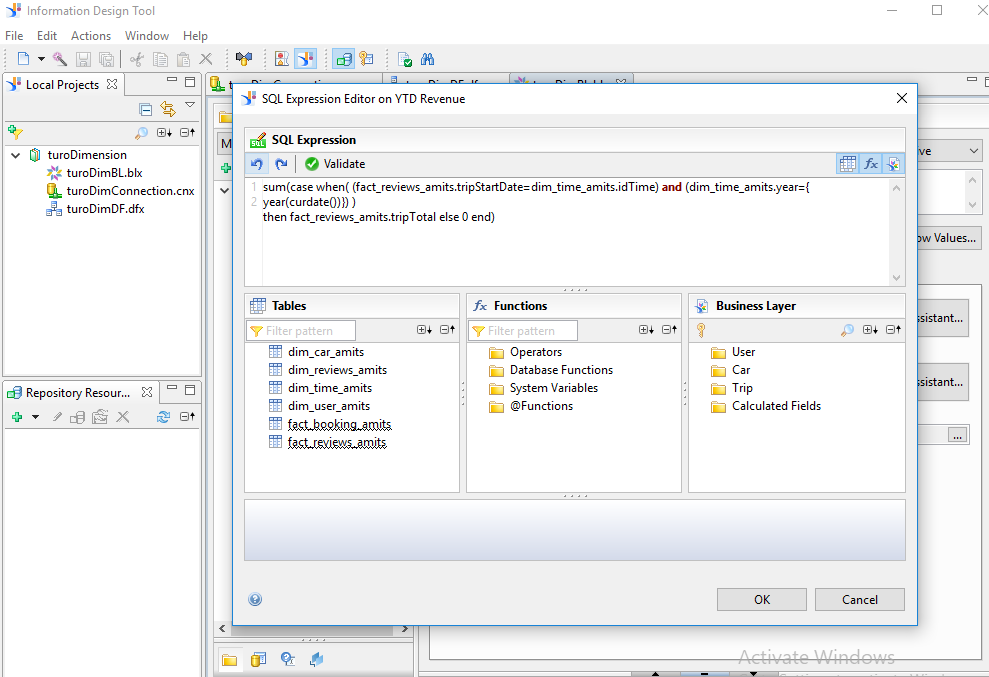 Information Design Tool
File Edit Actions Window Help
Local Projects
turoDimension
turoDimBL.blx
turoDimConnection.cnx
turoDimDF.dfx
Repository Resour...
SQL Expression Editor on YTD Revenue
SQL Expression
Validate
1 sum(case when( (fact_reviews_amits.tripStartDate=dim_time_amits.idTime) and (dim_time_amits.year={
2 year(curdate())}) )
then fact_reviews_amits.tripTotal else 0 end)
Tables
Filter pattern
dim_car_amits
dim_reviews_amits
dim_time_amits
dim_user_amits
fact_booking_amits
fact_reviews_amits
Functions
Filter pattern
Operators
Database Functions
System Variables
@Functions
Business Layer
User
Car
Trip
Calculated Fields
OK Cancel
ow Values...
ssistant...
ssistant...
...
Activate Windows